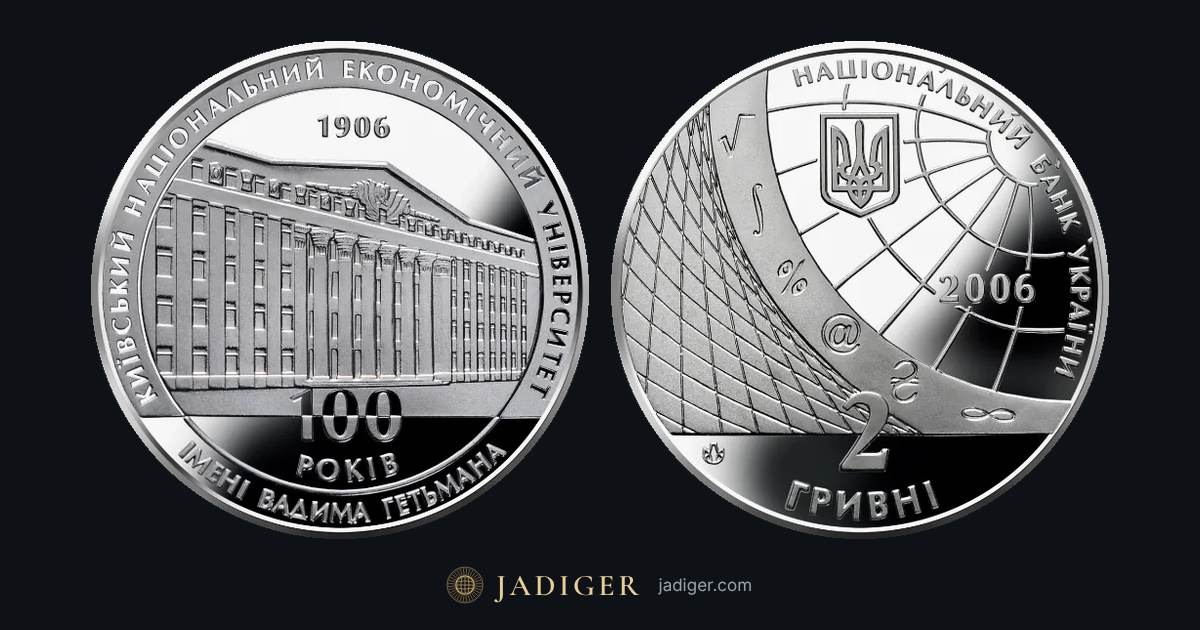 КИЇВСЬКИЙ НАЦІОНАЛЬНИЙ ЕКОНОМІЧНИЙ УНІВЕРСИТЕТ
1906
100
РОКІВ
ІМЕНІ ВАДИМА ГЕТЬМАНА
НАЦІОНАЛЬНИЙ БАНК УКРАЇНИ
2006
√
∫
%
@
₴
∞
2
ГРИВНІ
JADIGER jadiger.com